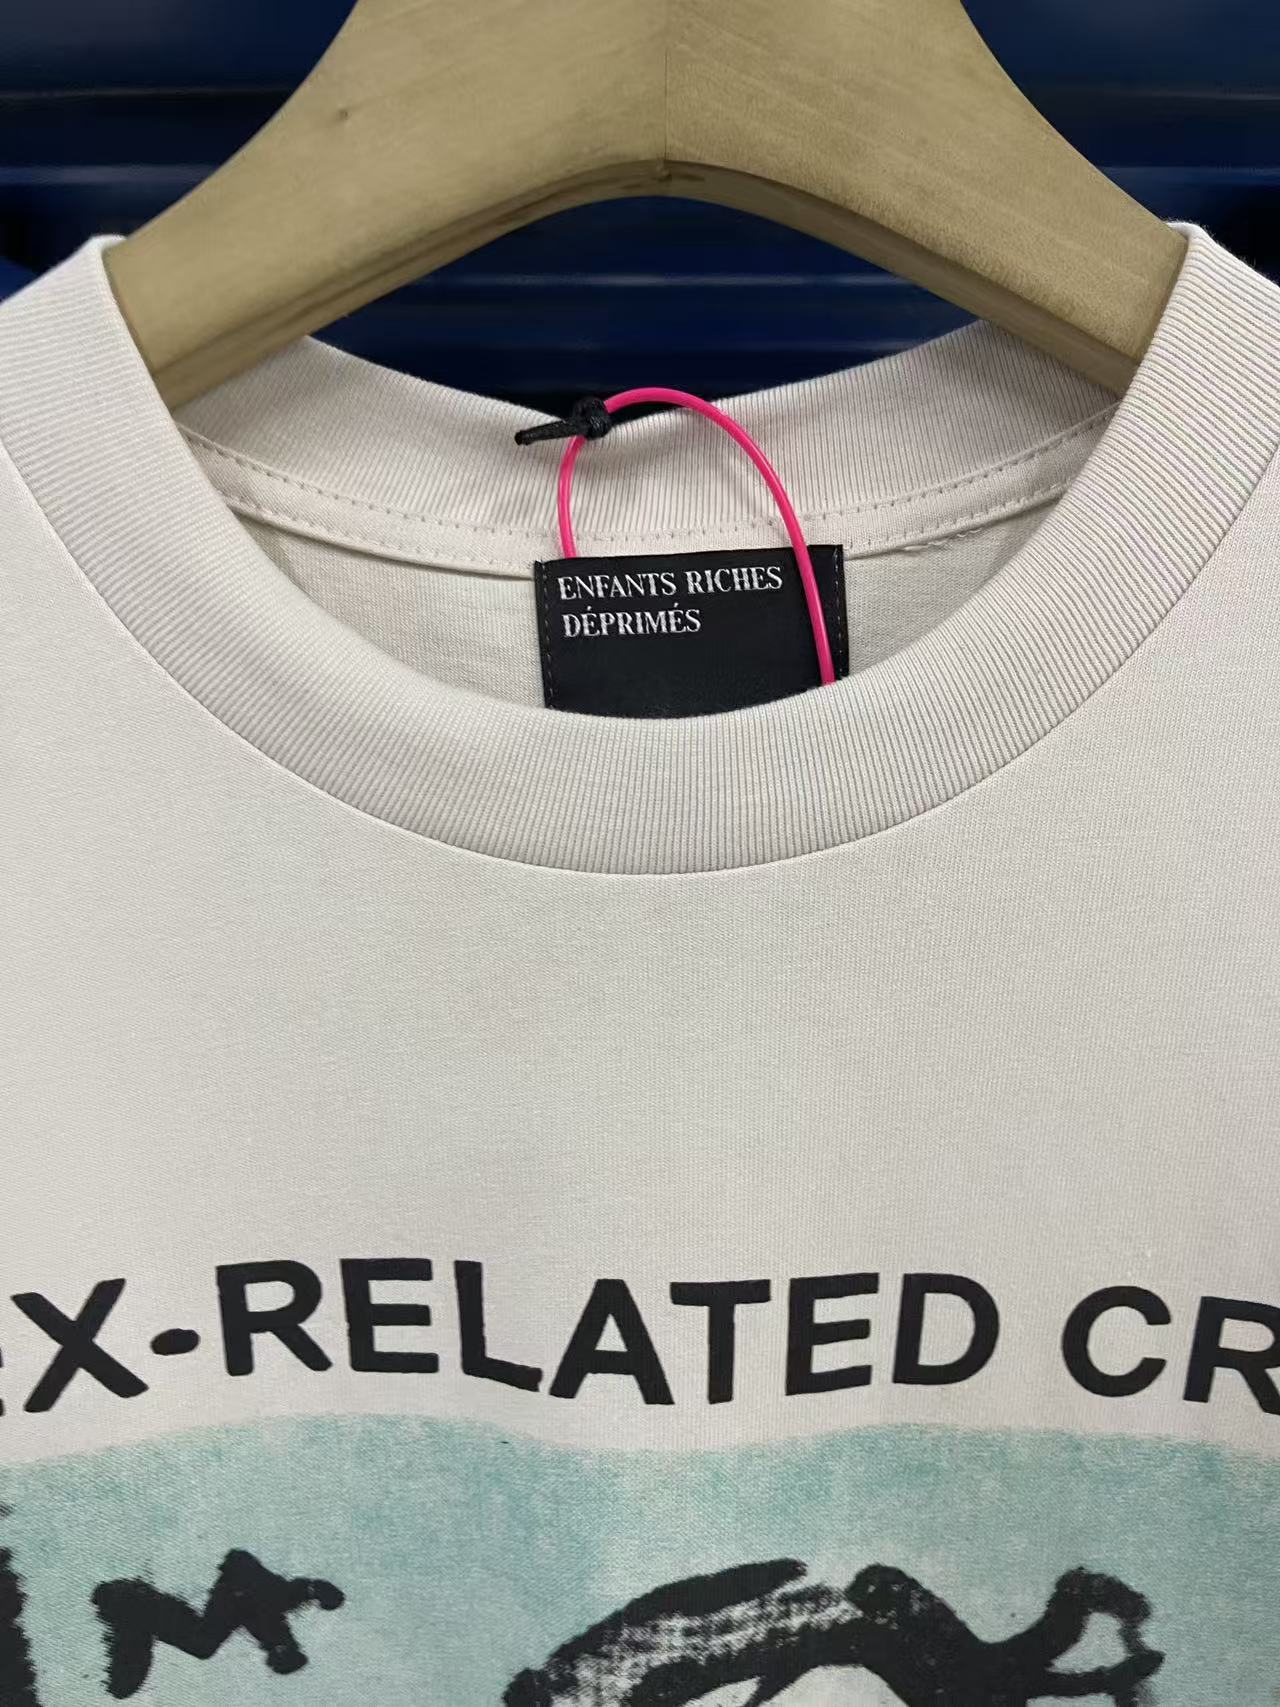 ENFANTS RICHES
DÉPRIMÉS
EX-RELATED CR